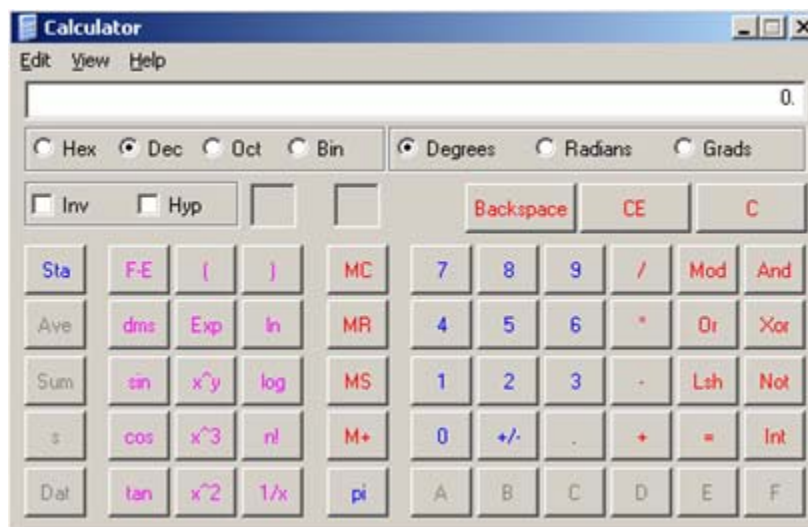 Calculator
Edit View Help
0.
Hex Dec Oct Bin Degrees Radians Grads
Inv Hyp Backspace CE C
Sta F-E ( ) MC 7 8 9 / Mod And
Ave dms Exp ln MR 4 5 6 * Or Xor
Sum sin x^y log MS 1 2 3 - Lsh Not
s cos x^3 n! M+ 0 +/- . + = Int
Dat tan x^2 1/x pi A B C D E F